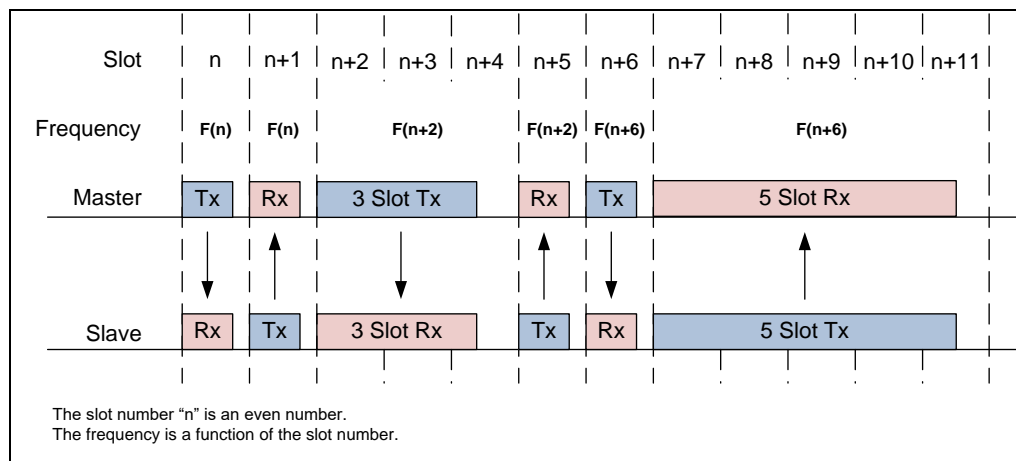 Slot n n+1 n+2 n+3 n+4 n+5 n+6 n+7 n+8 n+9 n+10 n+11
Frequency F(n) F(n) F(n+2) F(n+2) F(n+6) F(n+6)
Master Tx Rx 3 Slot Tx Rx Tx 5 Slot Rx
Slave Rx Tx 3 Slot Rx Tx Rx 5 Slot Tx
The slot number “n” is an even number.
The frequency is a function of the slot number.